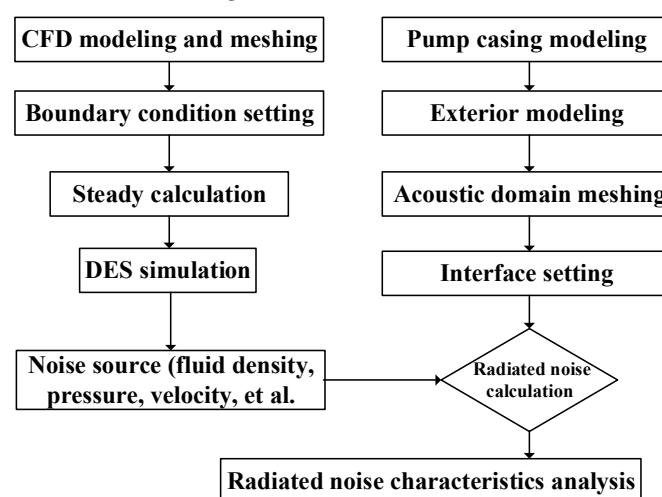 CFD modeling and meshing
Boundary condition setting
Steady calculation
DES simulation
Noise source (fluid density,
pressure, velocity, et al.
Pump casing modeling
Exterior modeling
Acoustic domain meshing
Interface setting
Radiated noise
calculation
Radiated noise characteristics analysis